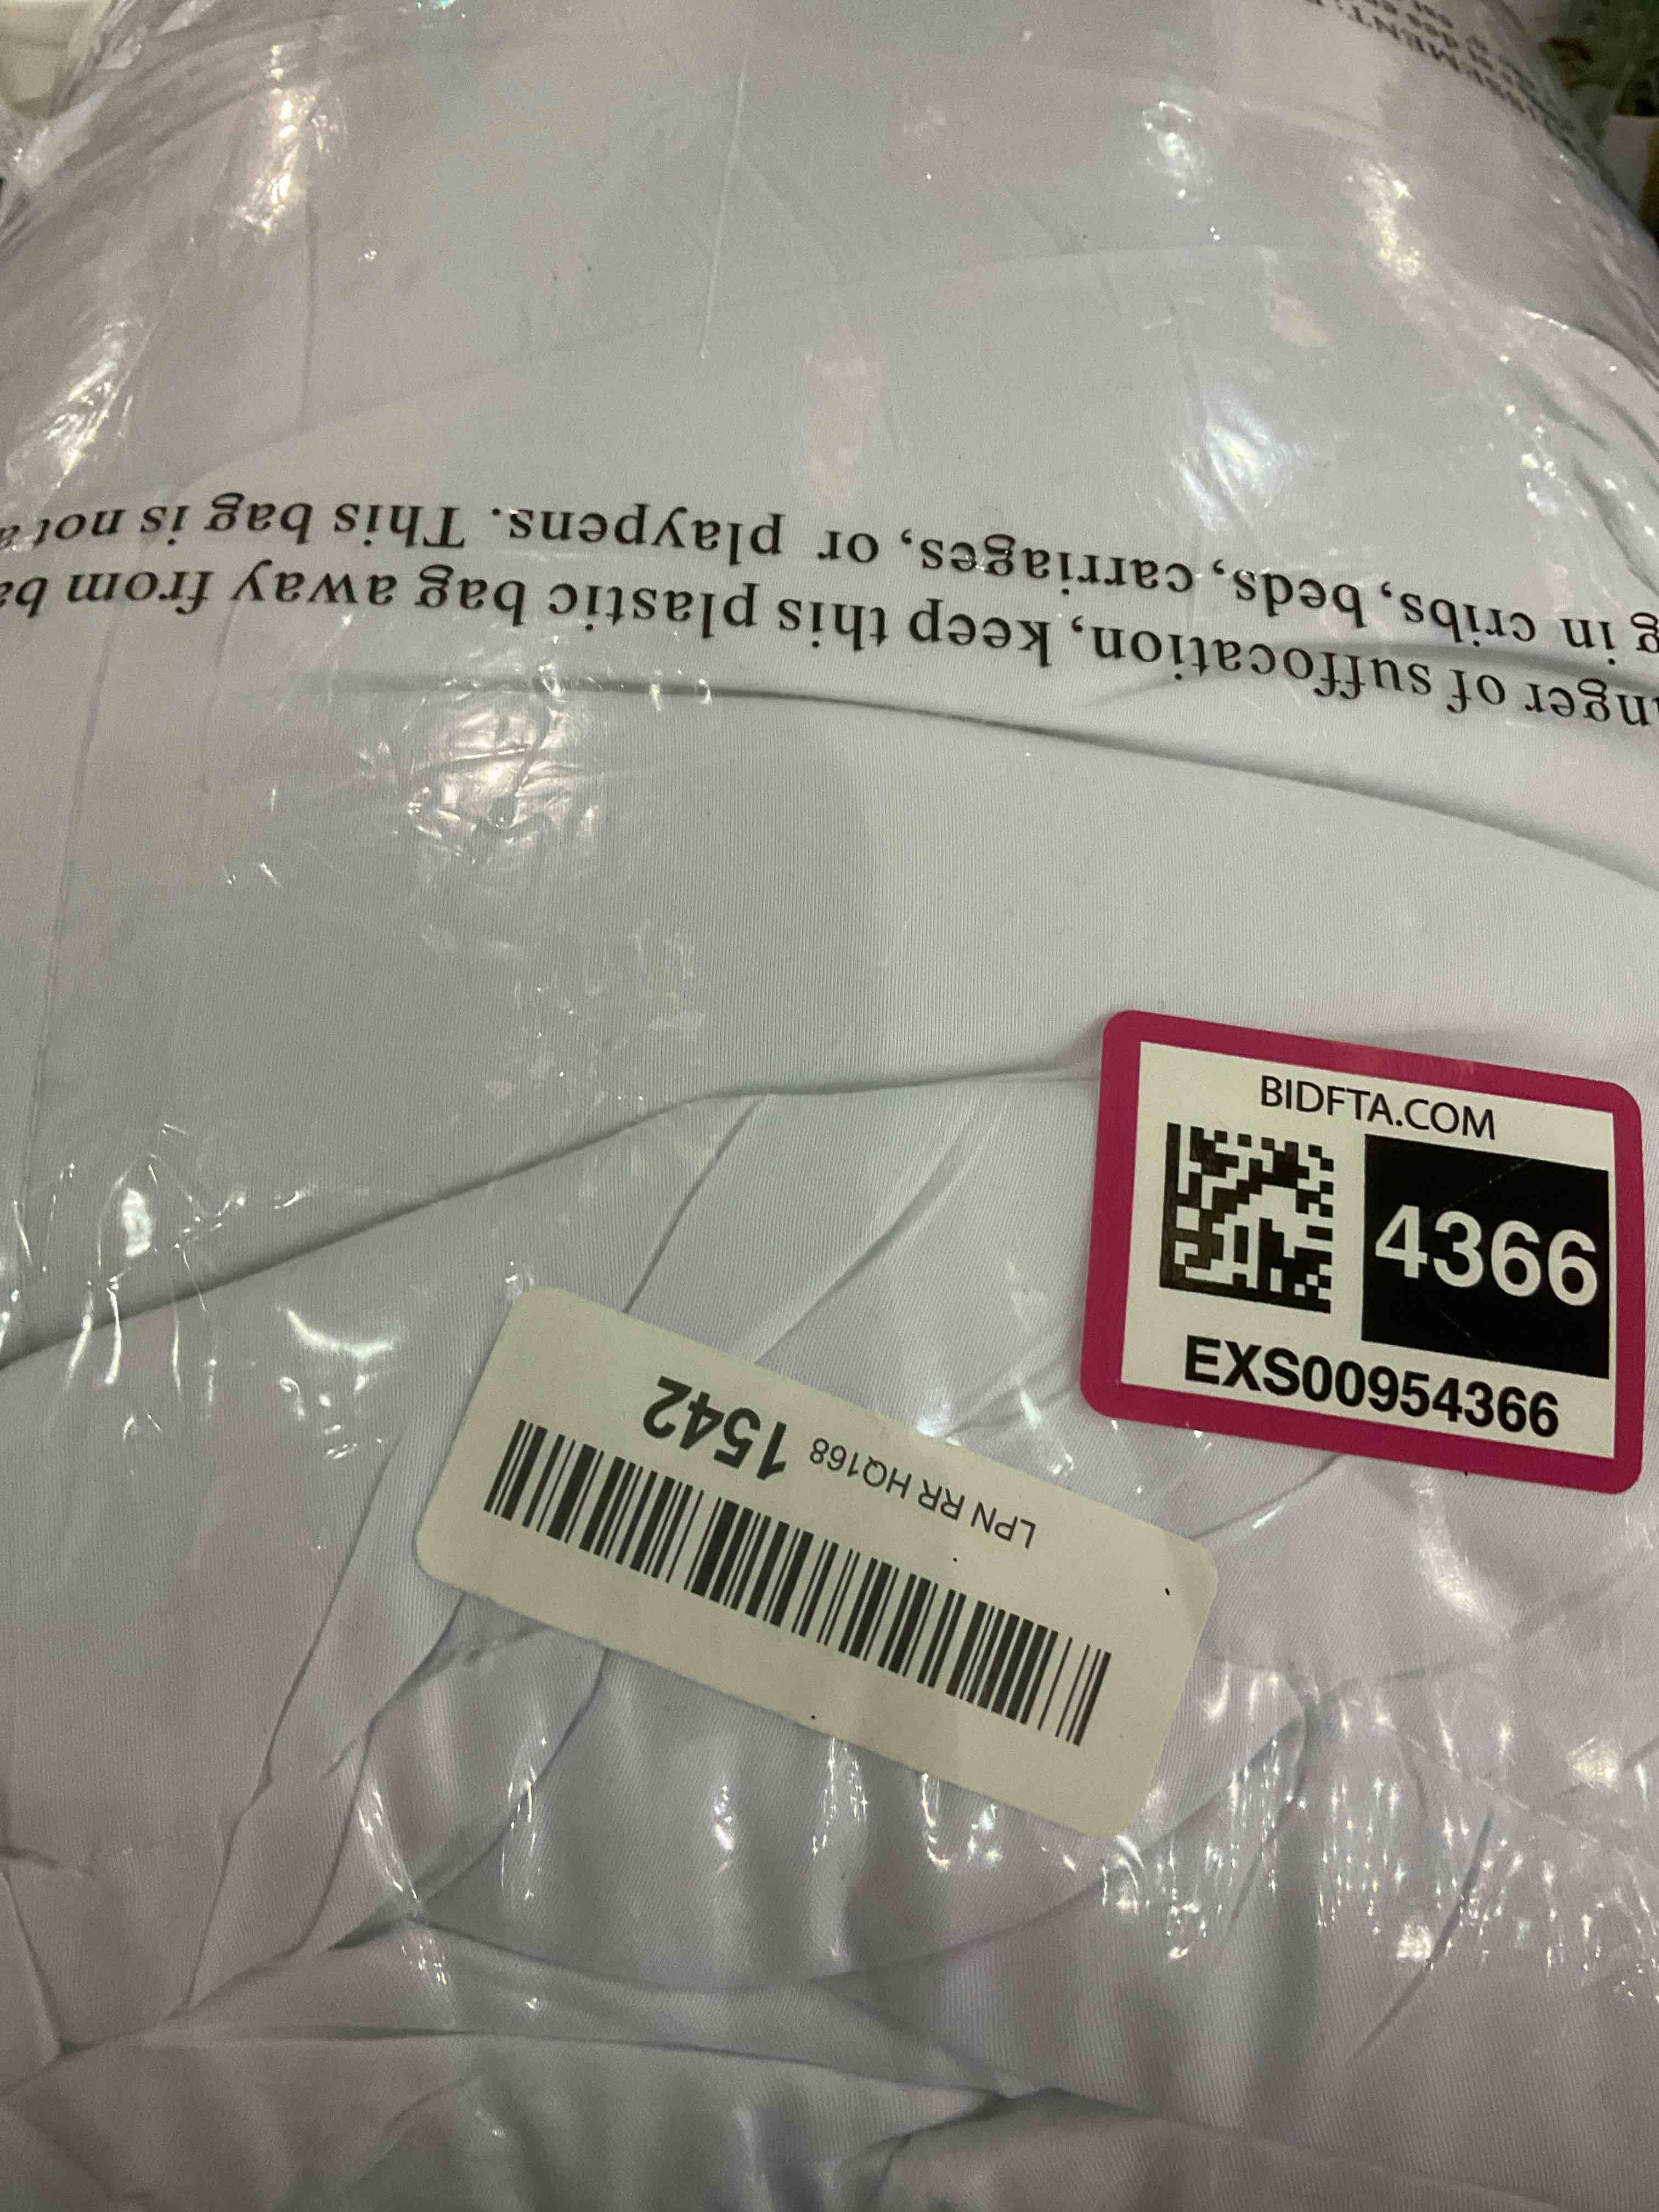 nger of suffocation, keep this plastic bag away from ba
g in cribs, beds, carriages, or playpens. This bag is not a
BIDFTA.COM
4366
EXS00954366
LPN RR HQ168 1542